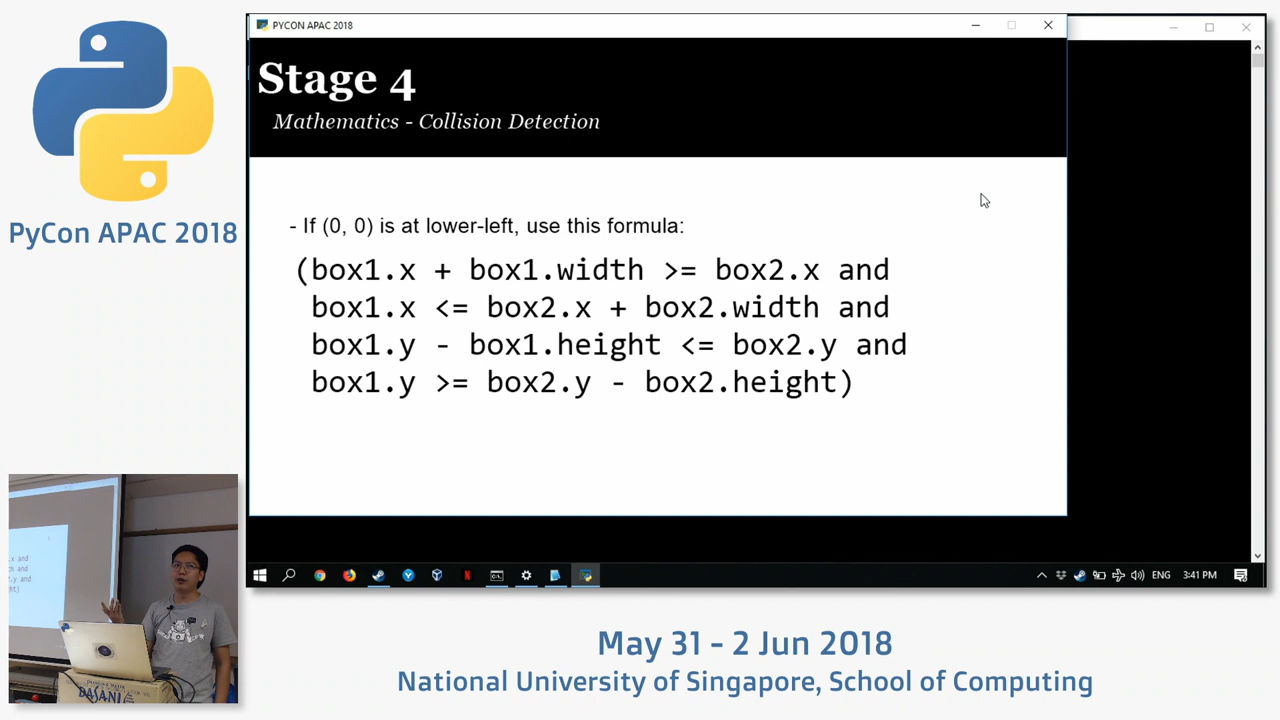 PyCon APAC 2018
PYCON APAC 2018
Stage 4
Mathematics - Collision Detection
- If (0, 0) is at lower-left, use this formula:
(box1.x + box1.width >= box2.x and
box1.x <= box2.x + box2.width and
box1.y - box1.height <= box2.y and
box1.y >= box2.y - box2.height)
ENG
3:41 PM
DASANI
May 31 - 2 Jun 2018
National University of Singapore, School of Computing